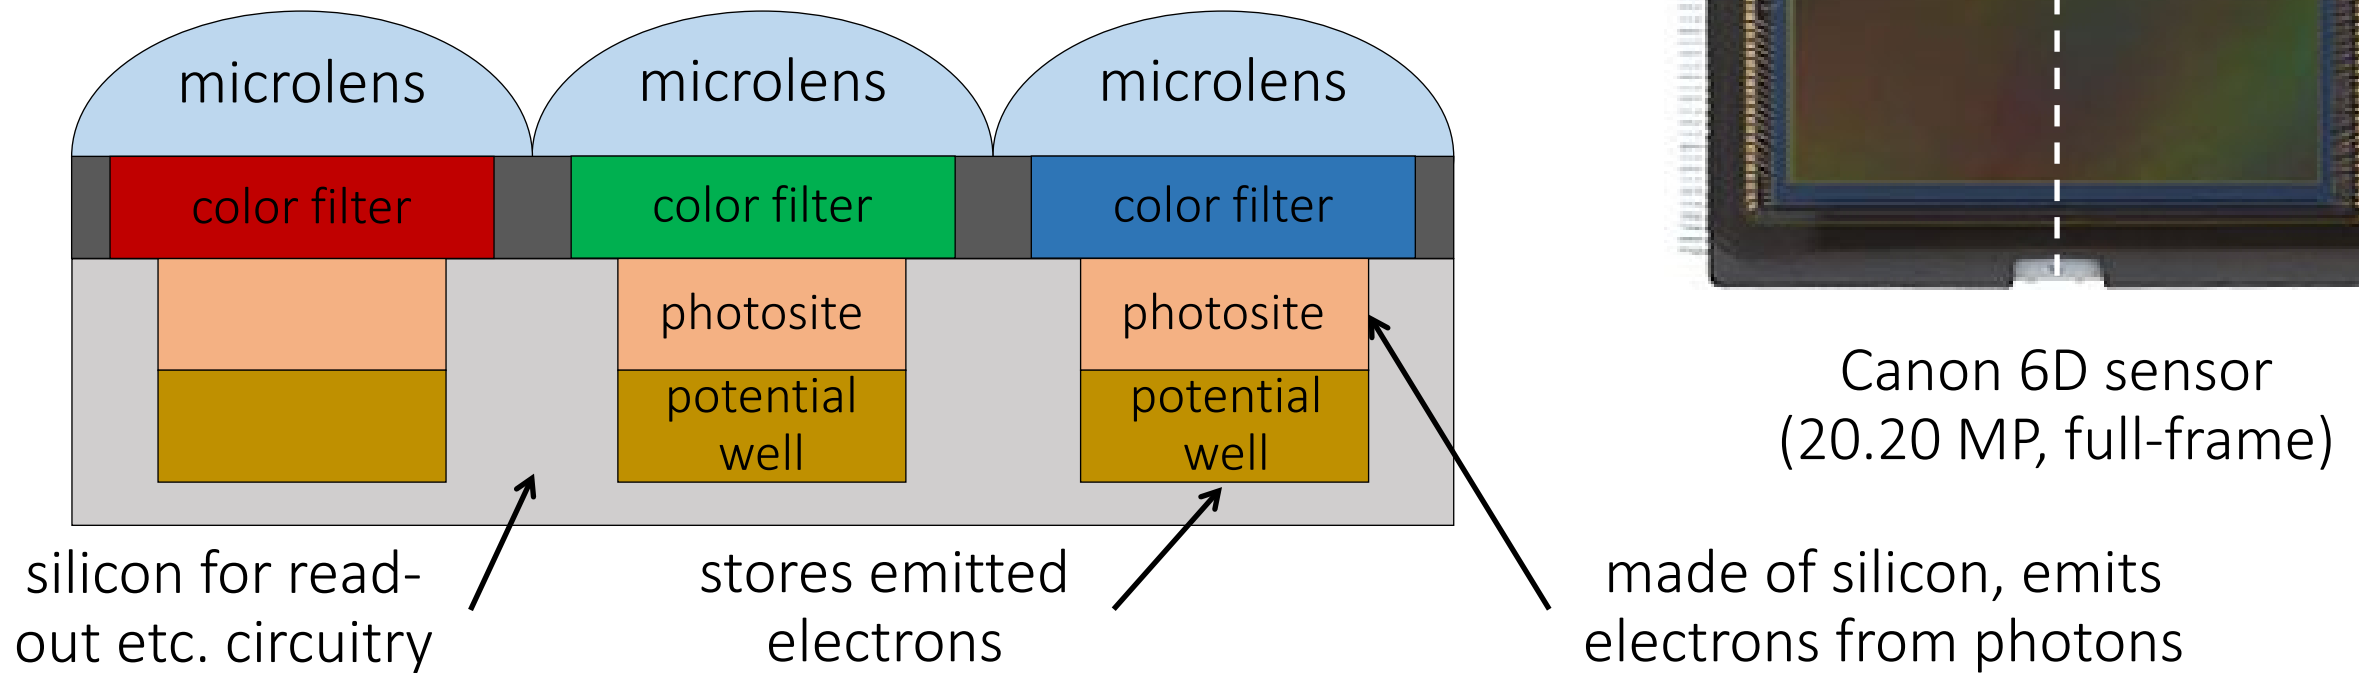 microlens
microlens
microlens
color filter
color filter
color filter
photosite
photosite
potential
well
potential
well
Canon 6D sensor
(20.20 MP, full-frame)
silicon for read-
out etc. circuitry
stores emitted
electrons
made of silicon, emits
electrons from photons